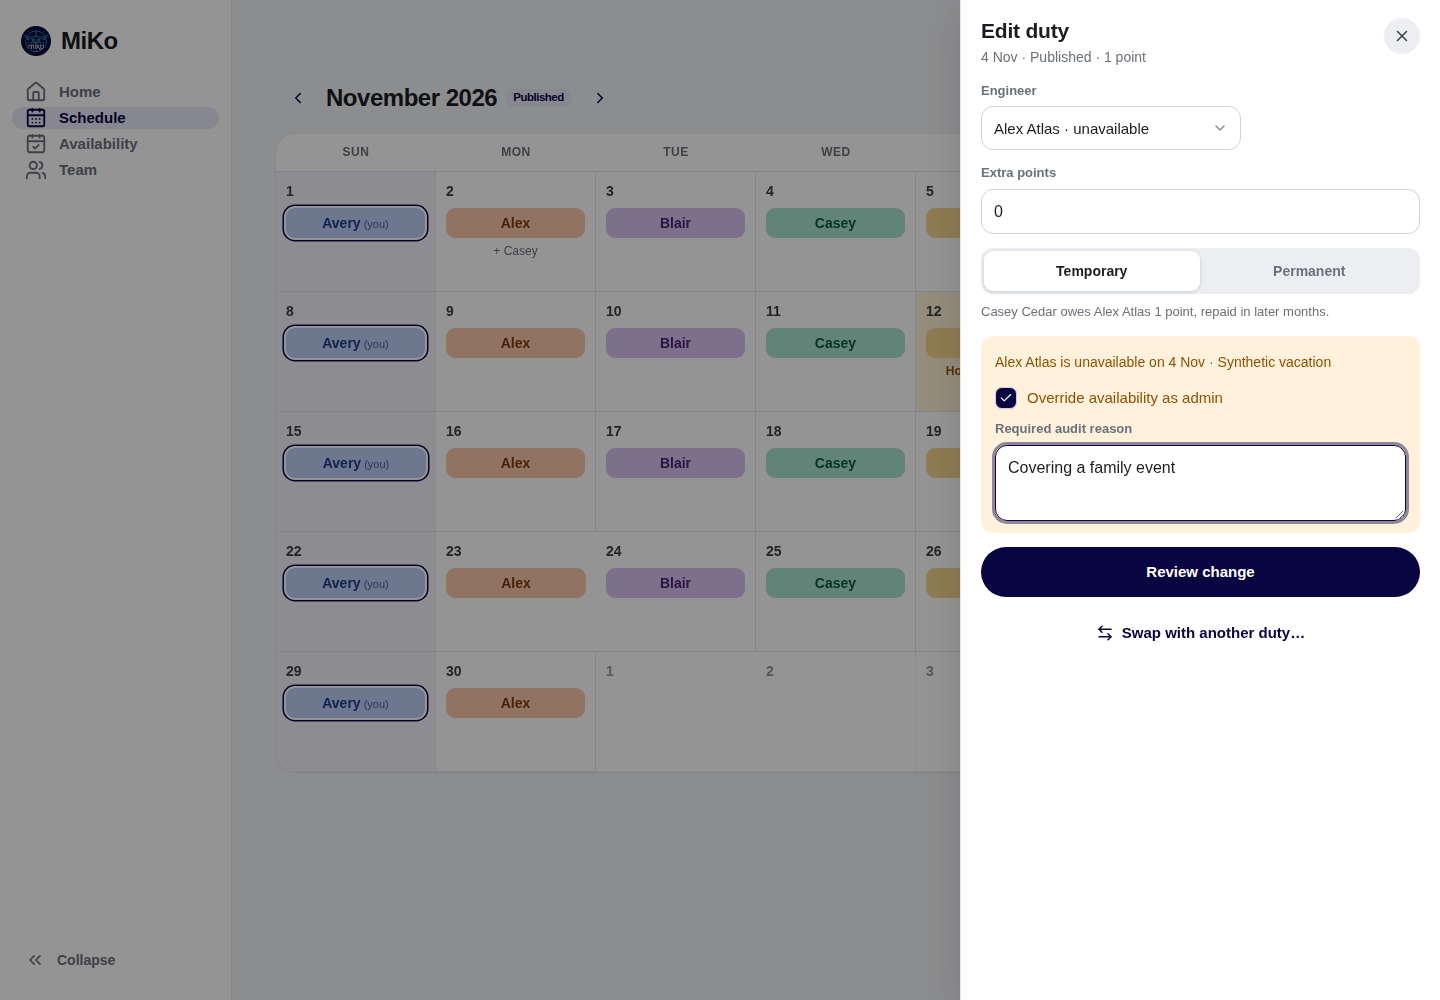 MiKo
Home
Schedule
Availability
Team
Collapse
November 2026 Published
SUN MON TUE WED
1 2 3 4 5
Avery (you) Alex Blair Casey
+ Casey
8 9 10 11 12
Avery (you) Alex Blair Casey
Ho
15 16 17 18 19
Avery (you) Alex Blair Casey
22 23 24 25 26
Avery (you) Alex Blair Casey
29 30 1 2 3
Avery (you) Alex
Edit duty
4 Nov · Published · 1 point
Engineer
Alex Atlas · unavailable
Extra points
0
Temporary Permanent
Casey Cedar owes Alex Atlas 1 point, repaid in later months.
Alex Atlas is unavailable on 4 Nov · Synthetic vacation
Override availability as admin
Required audit reason
Covering a family event
Review change
Swap with another duty…